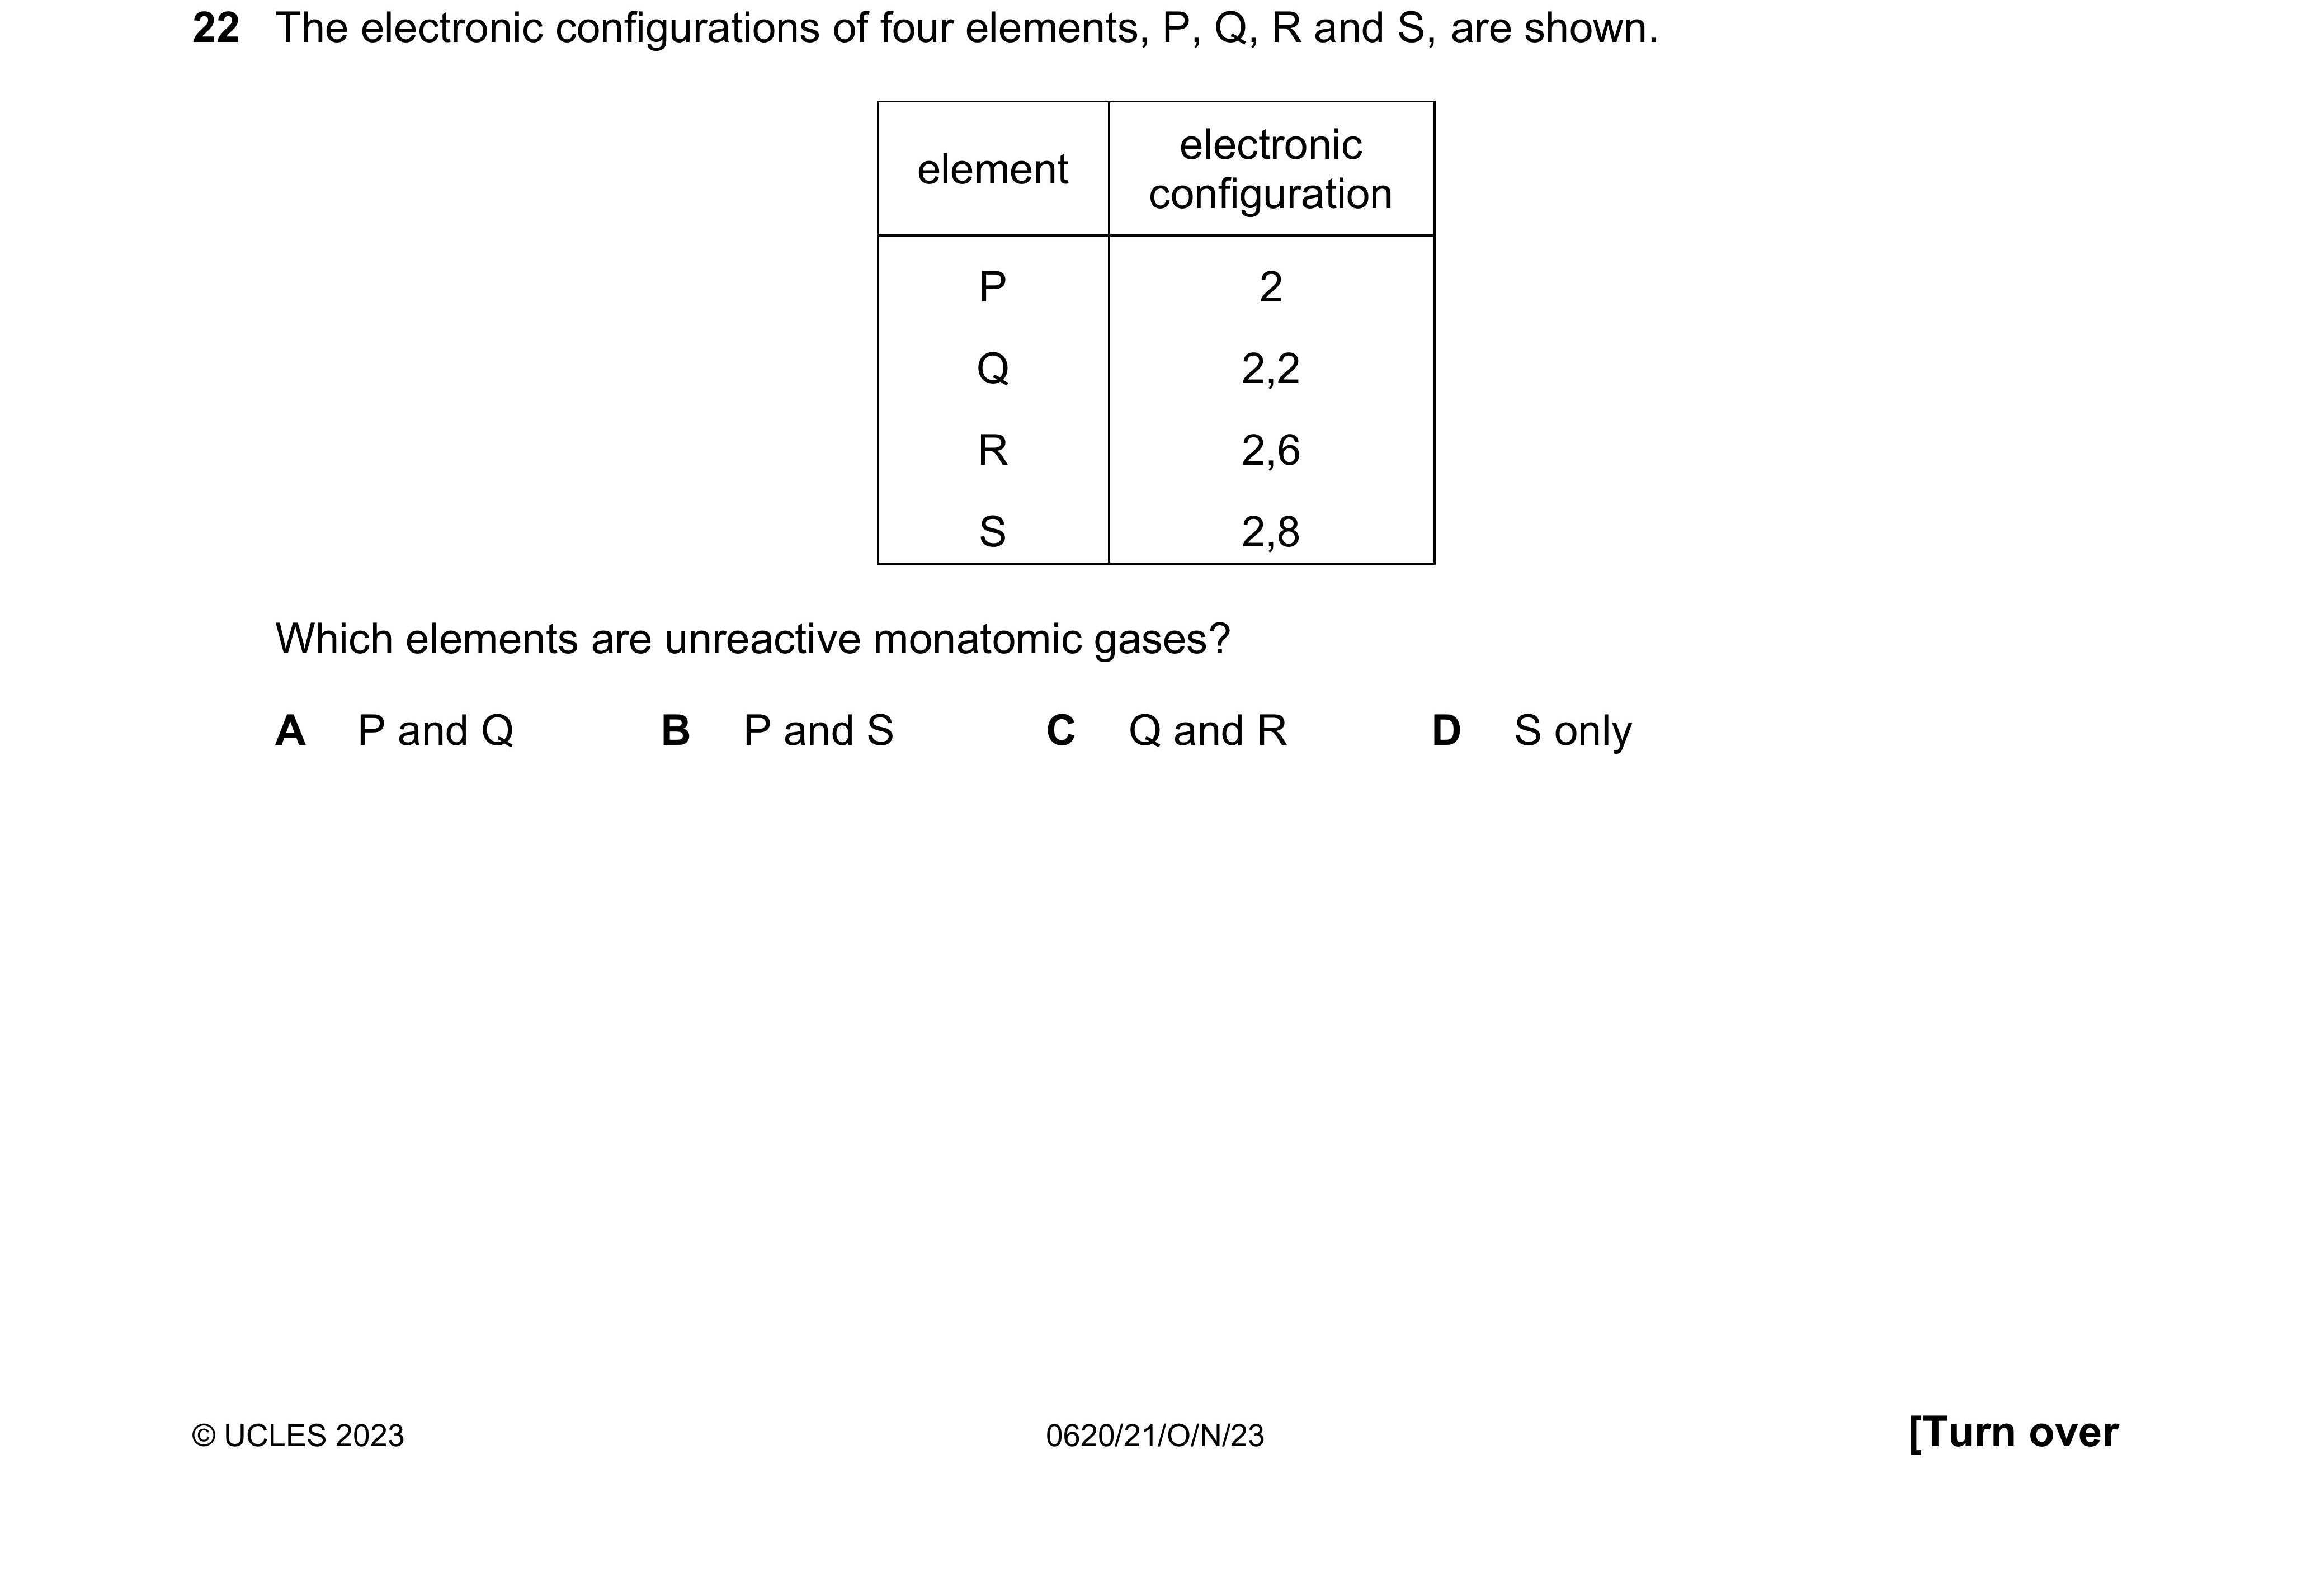 22 The electronic configurations of four elements, P, Q, R and S, are shown.
element electronic configuration
P 2
Q 2,2
R 2,6
S 2,8
Which elements are unreactive monatomic gases?
A P and Q B P and S C Q and R D S only
© UCLES 2023 0620/21/O/N/23 [Turn over